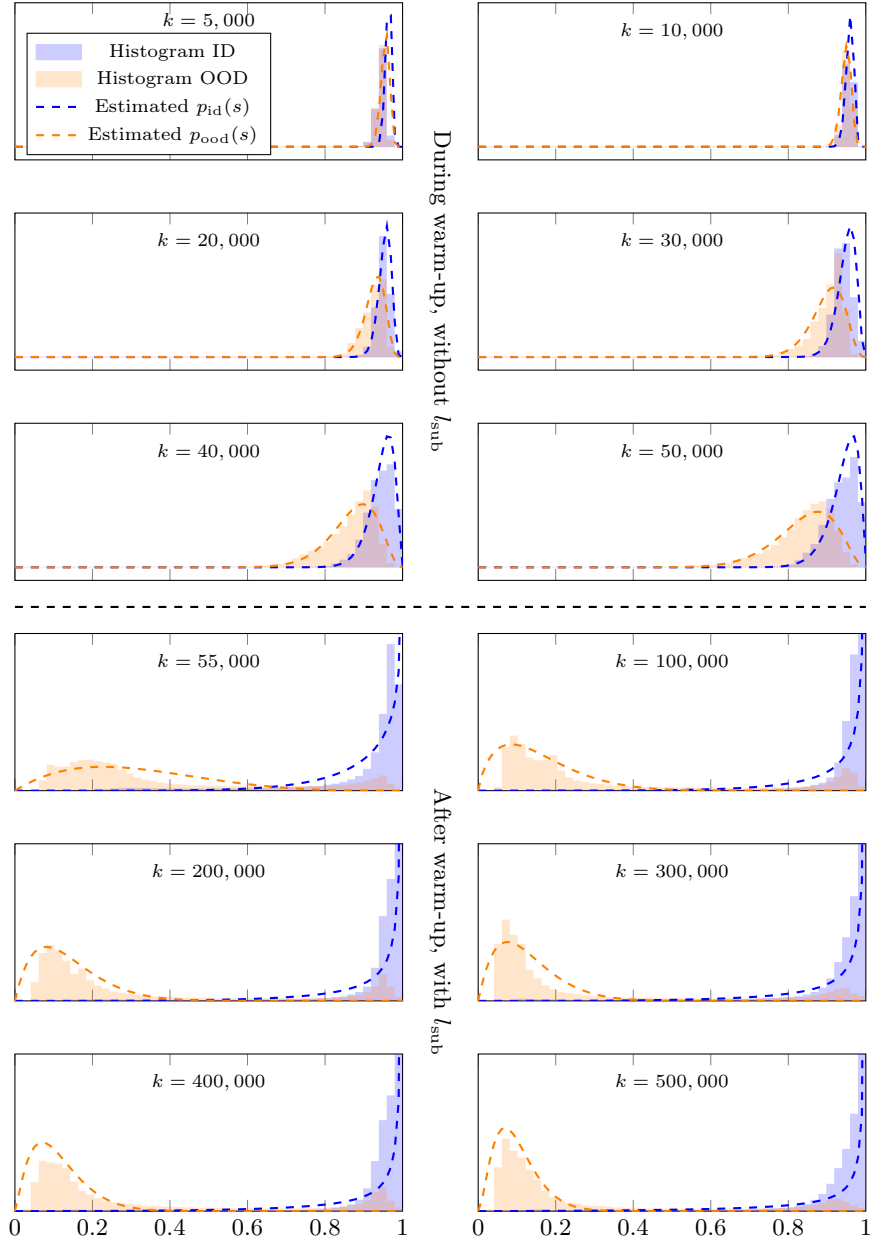 k = 5,000
Histogram ID
Histogram OOD
Estimated p_id(s)
Estimated p_ood(s)
k = 10,000
During warm-up, without l_sub
k = 20,000
k = 30,000
k = 40,000
k = 50,000
k = 55,000
k = 100,000
After warm-up, with l_sub
k = 200,000
k = 300,000
k = 400,000
k = 500,000
0 0.2 0.4 0.6 0.8 1
0 0.2 0.4 0.6 0.8 1